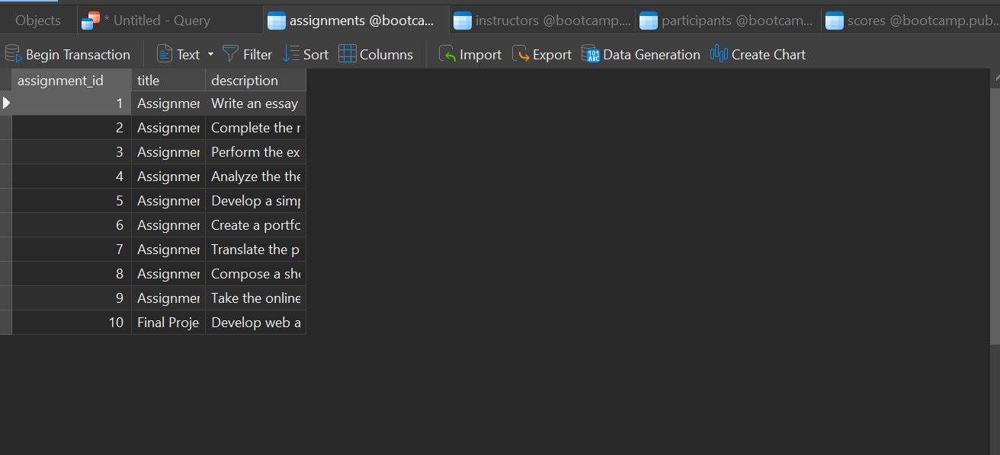 Objects * Untitled - Query assignments @bootca... instructors @bootcamp.... participants @bootcam... scores @bootcamp.pub..
Begin Transaction Text Filter Sort Columns Import Export Data Generation Create Chart
assignment_id title description
1 Assignmer Write an essay
2 Assignmer Complete the r
3 Assignmer Perform the ex
4 Assignmer Analyze the the
5 Assignmer Develop a simp
6 Assignmer Create a portfo
7 Assignmer Translate the p
8 Assignmer Compose a sho
9 Assignmer Take the online
10 Final Proje Develop web a